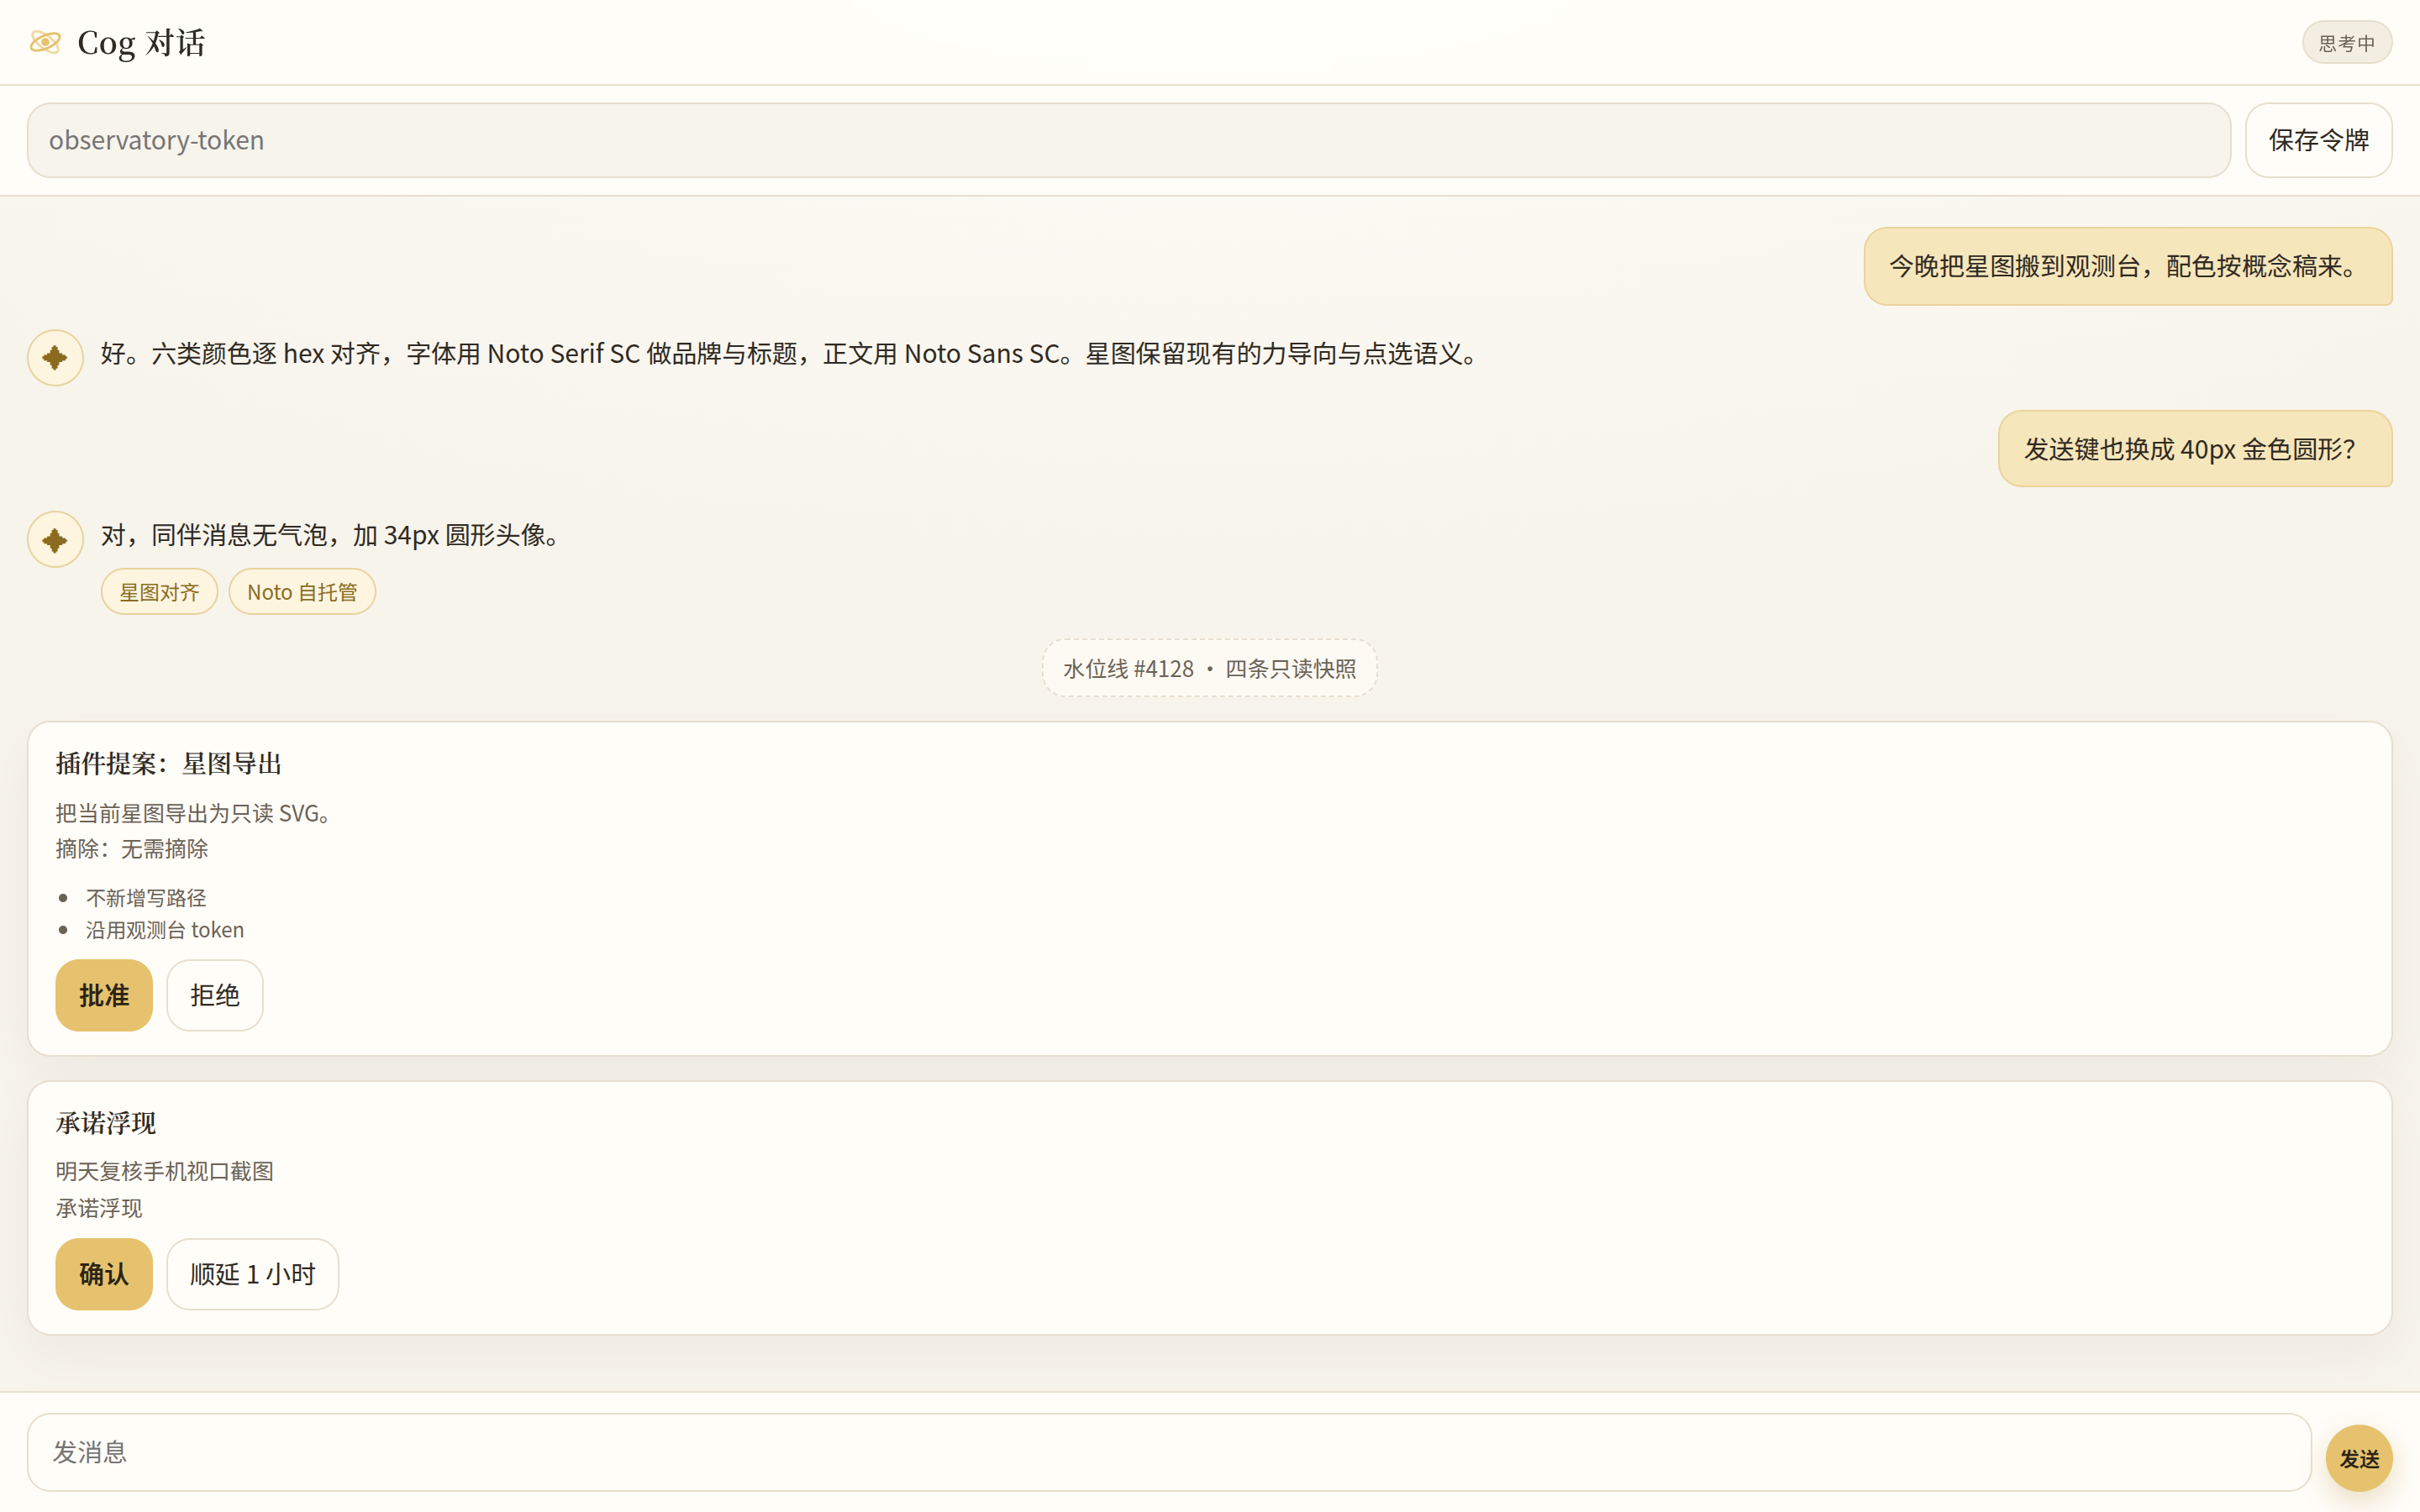 Cog 对话
思考中
observatory-token
保存令牌
今晚把星图搬到观测台，配色按概念稿来。
好。六类颜色逐 hex 对齐，字体用 Noto Serif SC 做品牌与标题，正文用 Noto Sans SC。星图保留现有的力导向与点选语义。
发送键也换成 40px 金色圆形？
对，同伴消息无气泡，加 34px 圆形头像。
星图对齐
Noto 自托管
水位线 #4128 · 四条只读快照
插件提案：星图导出
把当前星图导出为只读 SVG。
摘除：无需摘除
不新增写路径
沿用观测台 token
批准
拒绝
承诺浮现
明天复核手机视口截图
承诺浮现
确认
顺延 1 小时
发消息
发送